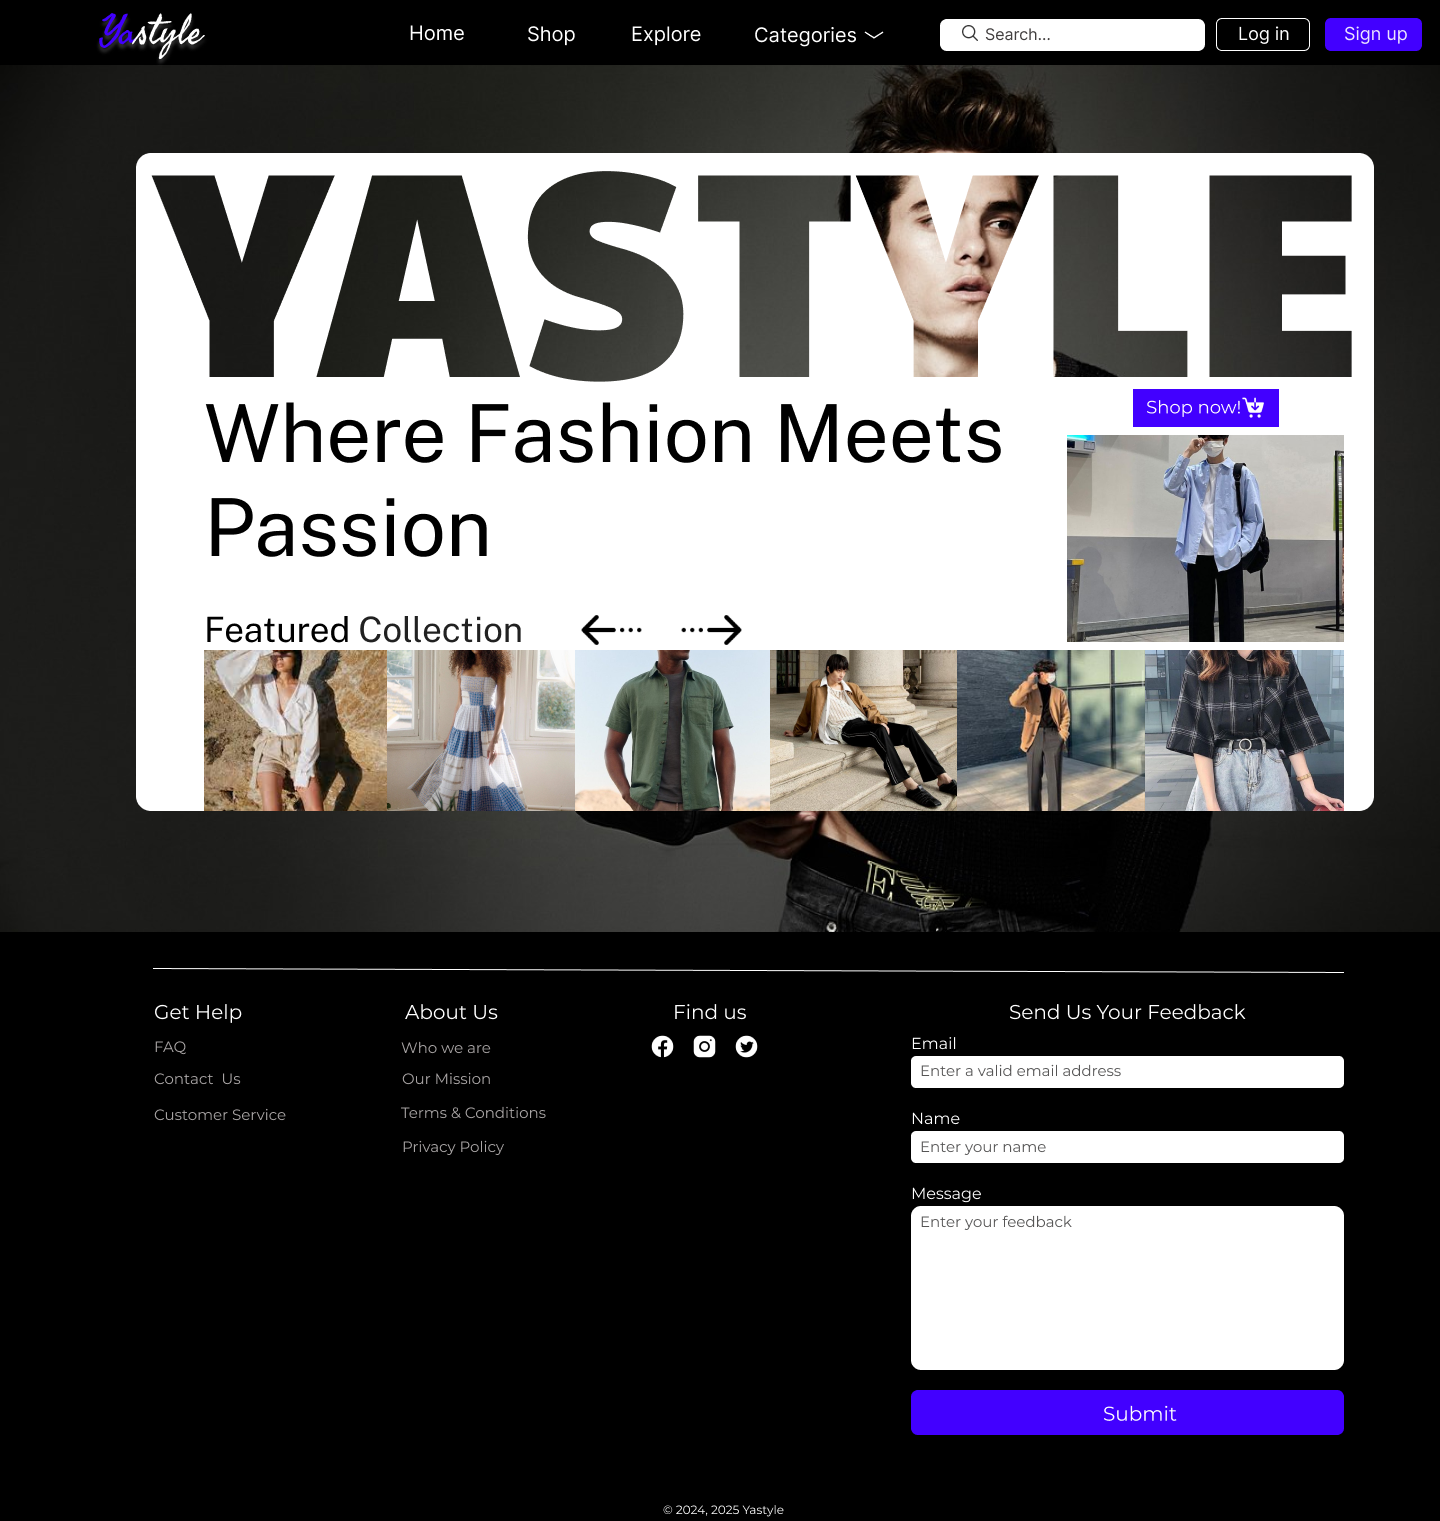 Yastyle
Home
Shop
Explore
Categories
Search...
Log in
Sign up
YASTYLE
Where Fashion Meets
Passion
Shop now!
Featured Collection
Get Help
FAQ
Contact  Us
Customer Service
About Us
Who we are
Our Mission
Terms & Conditions
Privacy Policy
Find us
Send Us Your Feedback
Email
Enter a valid email address
Name
Enter your name
Message
Enter your feedback
Submit
© 2024, 2025 Yastyle